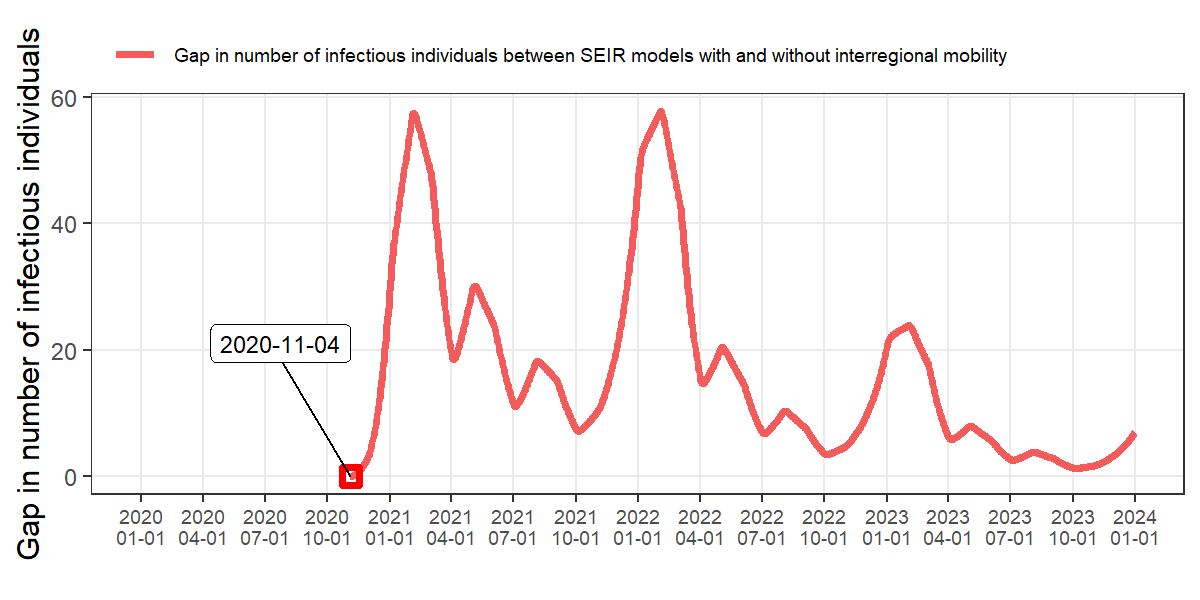 Gap in number of infectious individuals between SEIR models with and without interregional mobility
Gap in number of infectious individuals
60
40
20
0
2020-11-04
2020 2020 2020 2020 2021 2021 2021 2021 2022 2022 2022 2022 2023 2023 2023 2023 2024
01-01 04-01 07-01 10-01 01-01 04-01 07-01 10-01 01-01 04-01 07-01 10-01 01-01 04-01 07-01 10-01 01-01